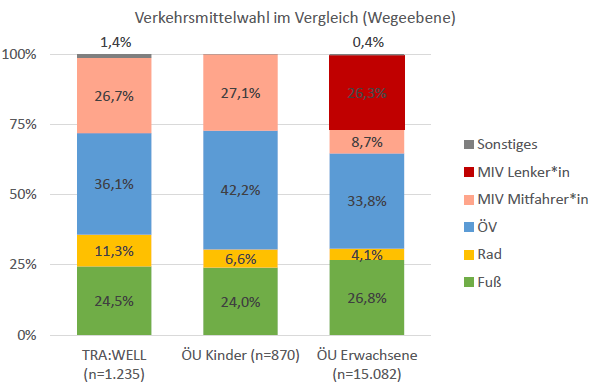 Verkehrsmittelwahl im Vergleich (Wegeebene)
1,4%
0,4%
100%
26,7%
27,1%
26,3%
75%
8,7%
Sonstiges
MIV Lenker*in
MIV Mitfahrer*in
ÖV
Rad
Fuß
36,1%
42,2%
33,8%
50%
11,3%
6,6%
4,1%
25%
24,5%
24,0%
26,8%
0%
TRA:WELL
(n=1.235)
ÖU Kinder (n=870)
ÖU Erwachsene
(n=15.082)